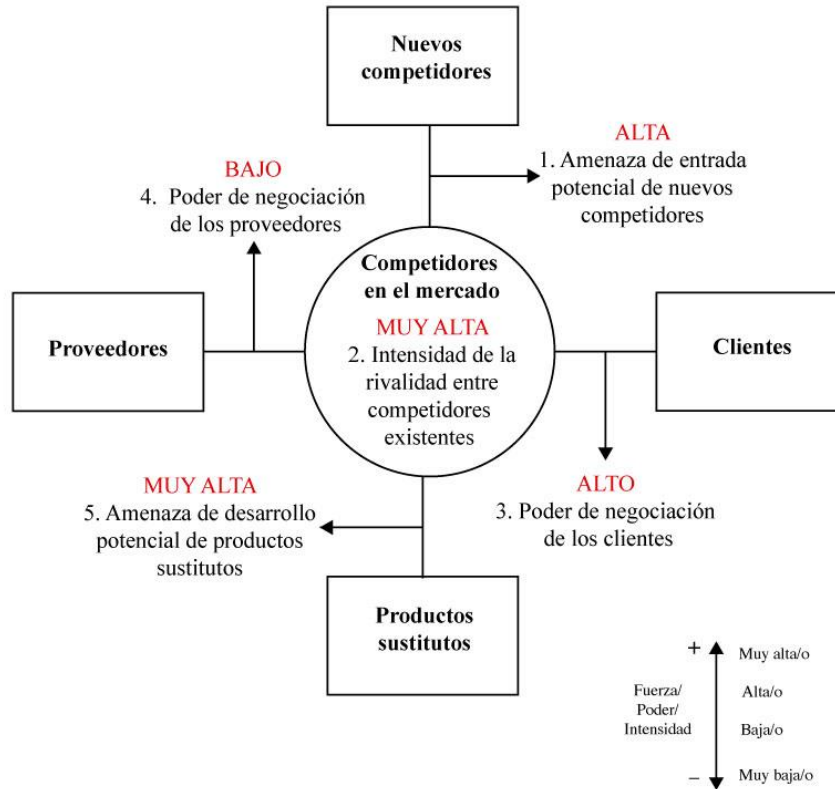 Nuevos
competidores
ALTA
1. Amenaza de entrada
potencial de nuevos
competidores
BAJO
4. Poder de negociación
de los proveedores
Competidores
en el mercado
MUY ALTA
2. Intensidad de la
rivalidad entre
competidores
existentes
Proveedores
Clientes
MUY ALTA
5. Amenaza de desarrollo
potencial de productos
sustitutos
ALTO
3. Poder de negociación
de los clientes
Productos
sustitutos
+
Muy alta/o
Fuerza/
Poder/
Intensidad
Alta/o
Baja/o
–
Muy baja/o